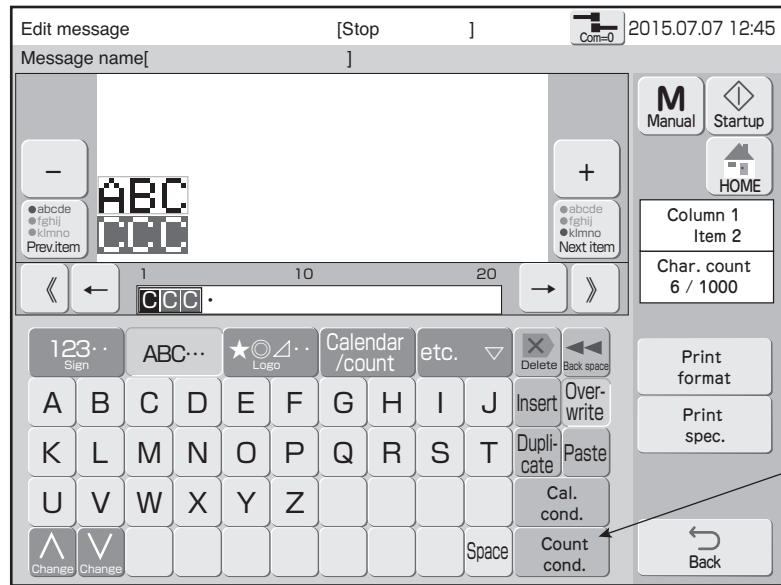 Edit message [Stop ] Com=0 2015.07.07 12:45
Message name[ ]
M
Manual
Startup
HOME
−
+
ABC
CCC
abcde
fghij
klmno
Prev.item
abcde
fghij
klmno
Next item
Column 1
Item 2
Char. count
6 / 1000
《 ← 1 10 20 → 》
CCC・
123・・
Sign
ABC…
★◎⊿・・
Logo
Calendar
/count
etc. ▽
Delete
Back space
A B C D E F G H I J Insert Over-
write
K L M N O P Q R S T Dupli-
cate Paste
U V W X Y Z Cal.
cond.
Change Change Space Count
cond.
Print
format
Print
spec.
Back